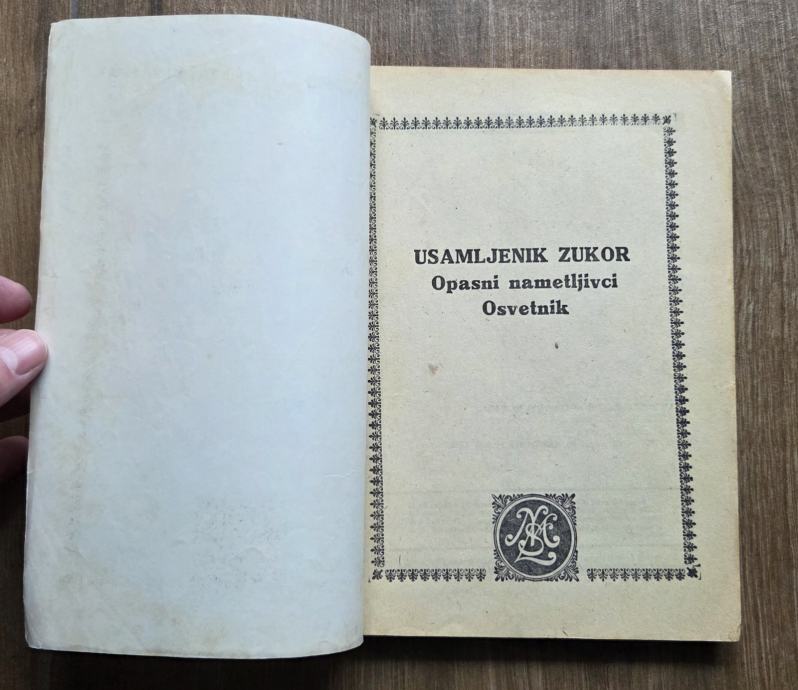 USAMLJENIK ZUKOR
Opasni nametljivci
Osvetnik